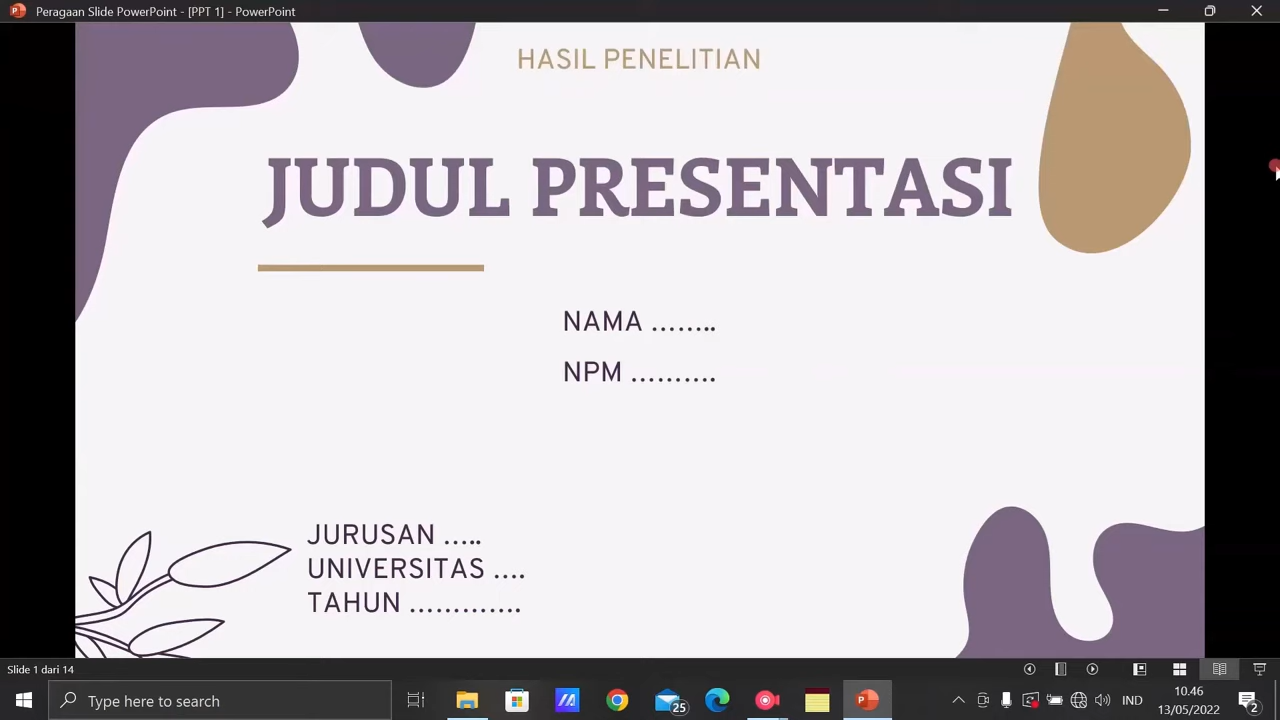 Peragaan Slide PowerPoint - [PPT 1] - PowerPoint
HASIL PENELITIAN
JUDUL PRESENTASI
NAMA ........
NPM ..........
JURUSAN .....
UNIVERSITAS ....
TAHUN .............
Slide 1 dari 14
Type here to search
25
IND
10.46
13/05/2022
2